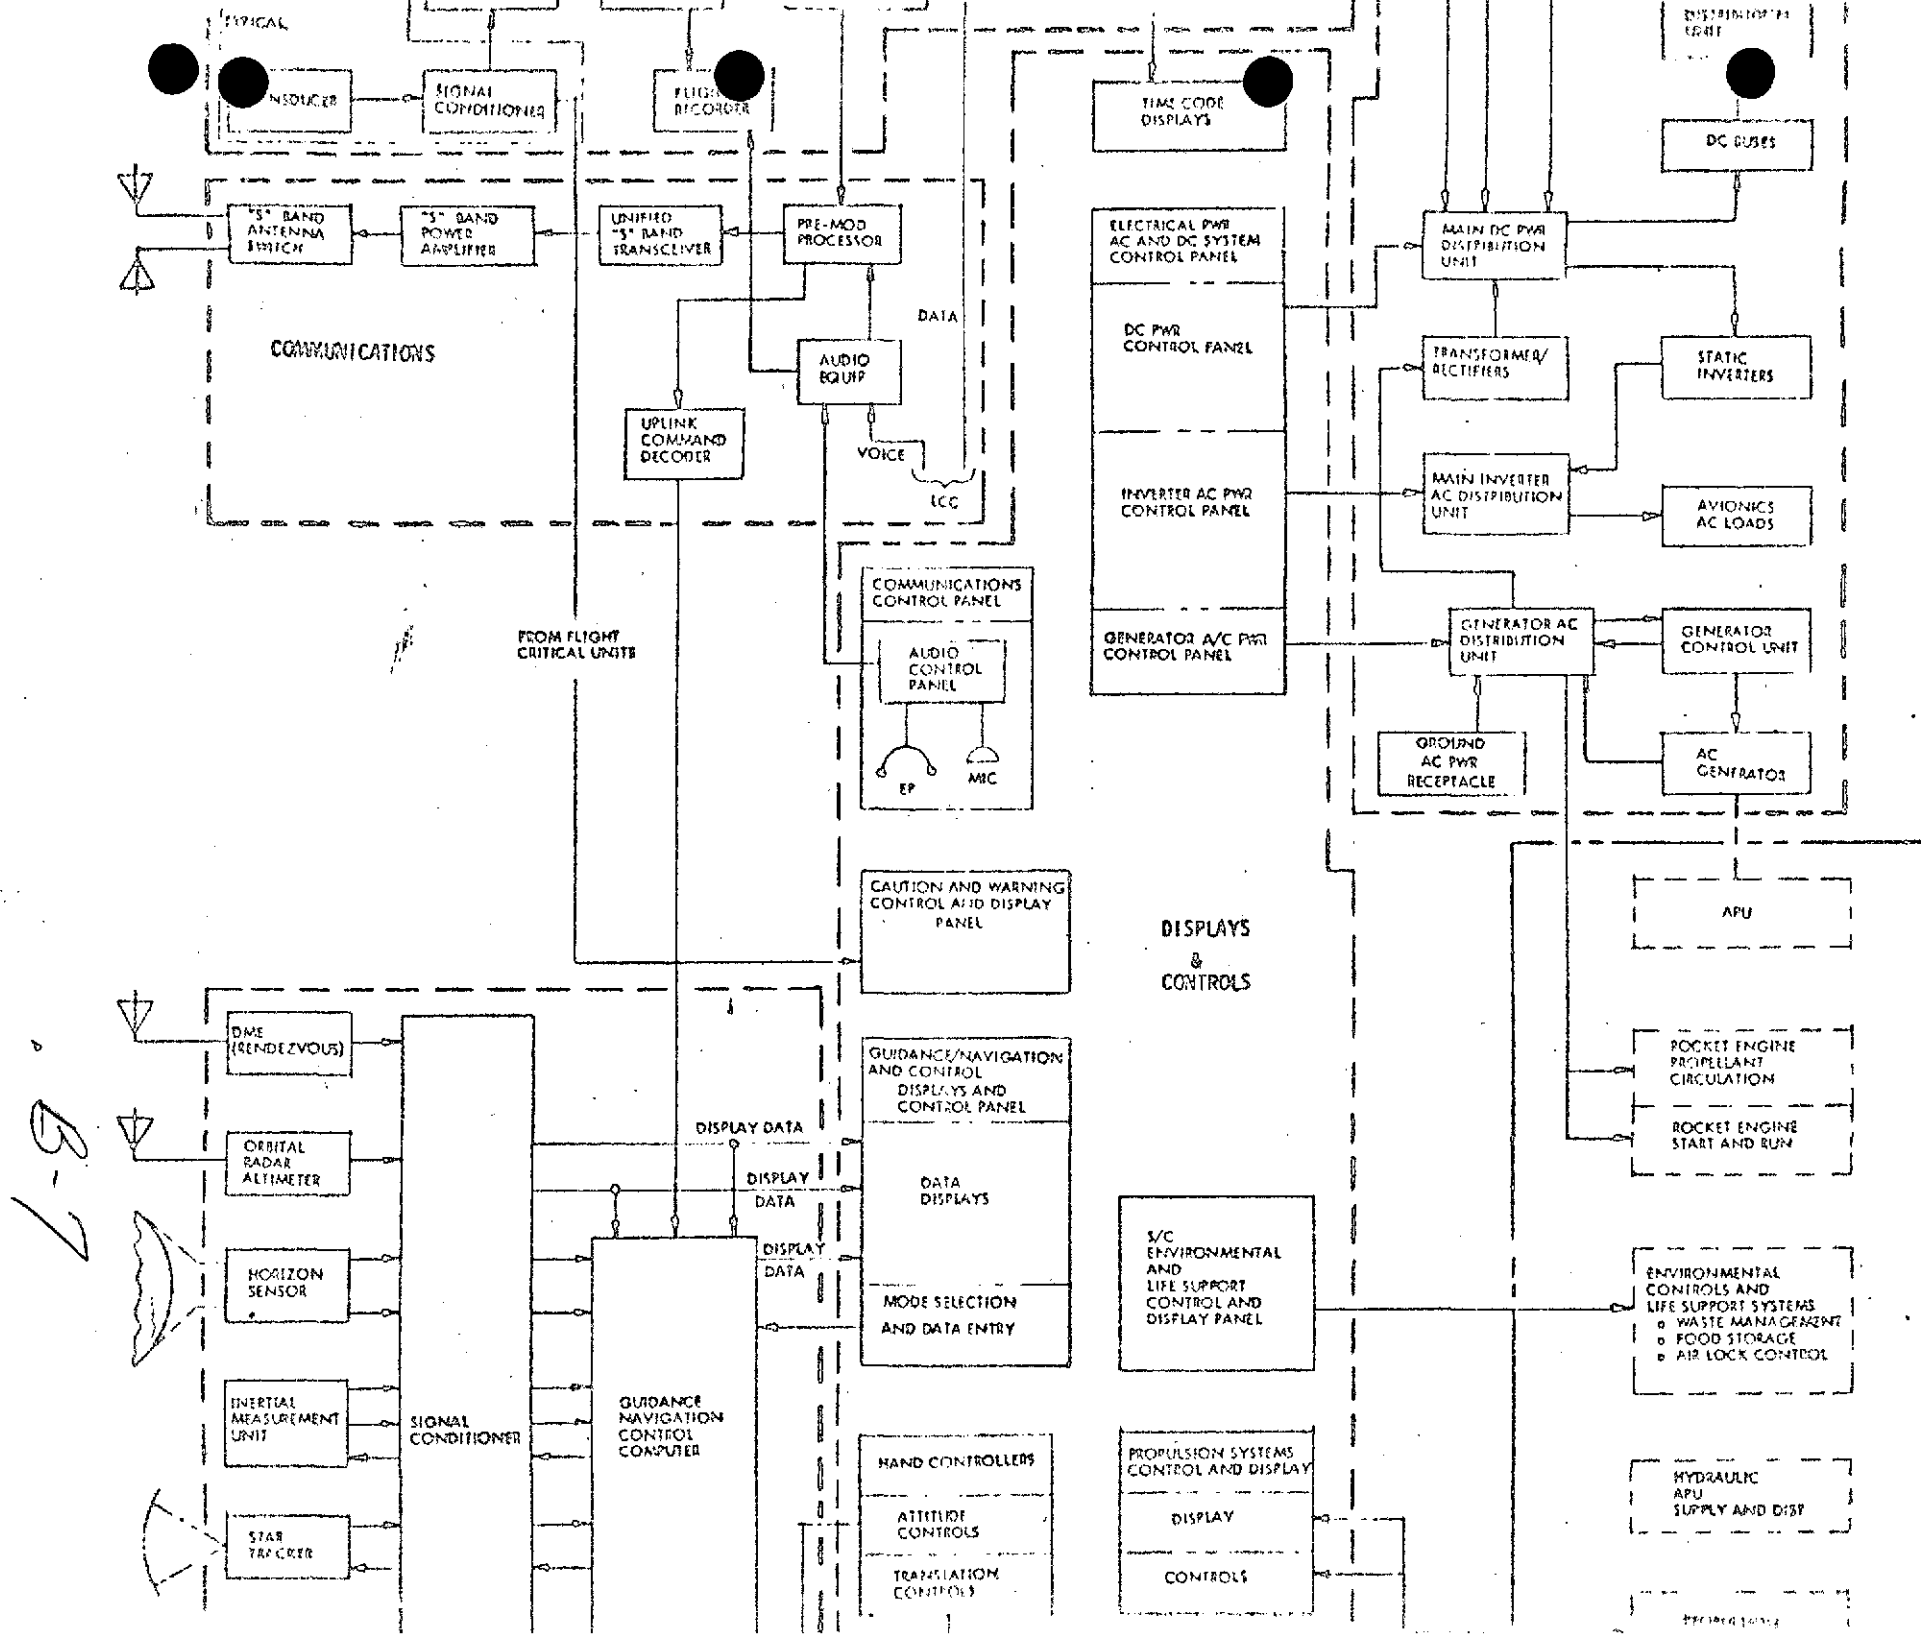 TYPICAL
SIGNAL
CONDITIONER
RECORDER
TIME CODE
DISPLAYS
UNIT
DC BUSES
"S" BAND
ANTENNA
SWITCH
"S" BAND
POWER
AMPLIFIER
UNIFIED
"S" BAND
TRANSCEIVER
PRE-MOD
PROCESSOR
ELECTRICAL PWR
AC AND DC SYSTEM
CONTROL PANEL
MAIN DC PWR
DISTRIBUTION
UNIT
DATA
COMMUNICATIONS
AUDIO
EQUIP
DC PWR
CONTROL PANEL
TRANSFORMER/
RECTIFIERS
STATIC
INVERTERS
UPLINK
COMMAND
DECODER
VOICE
LCC
INVERTER AC PWR
CONTROL PANEL
MAIN INVERTER
AC DISTRIBUTION
UNIT
AVIONICS
AC LOADS
COMMUNICATIONS
CONTROL PANEL
FROM FLIGHT
CRITICAL UNITS
AUDIO
CONTROL
PANEL
EP
MIC
GENERATOR A/C PWR
CONTROL PANEL
GENERATOR AC
DISTRIBUTION
UNIT
GENERATOR
CONTROL UNIT
GROUND
AC PWR
RECEPTACLE
AC
GENERATOR
CAUTION AND WARNING
CONTROL AND DISPLAY
PANEL
DISPLAYS
&
CONTROLS
APU
DME
(RENDEZVOUS)
GUIDANCE/NAVIGATION
AND CONTROL
DISPLAYS AND
CONTROL PANEL
ROCKET ENGINE
PROPELLANT
CIRCULATION
ROCKET ENGINE
START AND RUN
B-7
ORBITAL
RADAR
ALTIMETER
DISPLAY DATA
DISPLAY
DATA
DATA
DISPLAYS
HORIZON
SENSOR
DISPLAY
DATA
MODE SELECTION
AND DATA ENTRY
S/C
ENVIRONMENTAL
AND
LIFE SUPPORT
CONTROL AND
DISPLAY PANEL
ENVIRONMENTAL
CONTROLS AND
LIFE SUPPORT SYSTEMS
o WASTE MANAGEMENT
o FOOD STORAGE
o AIR LOCK CONTROL
INERTIAL
MEASUREMENT
UNIT
SIGNAL
CONDITIONER
GUIDANCE
NAVIGATION
CONTROL
COMPUTER
HAND CONTROLLERS
ATTITUDE
CONTROLS
TRANSLATION
CONTROLS
PROPULSION SYSTEMS
CONTROL AND DISPLAY
DISPLAY
CONTROLS
HYDRAULIC
APU
SUPPLY AND DIST
STAR
TRACKER